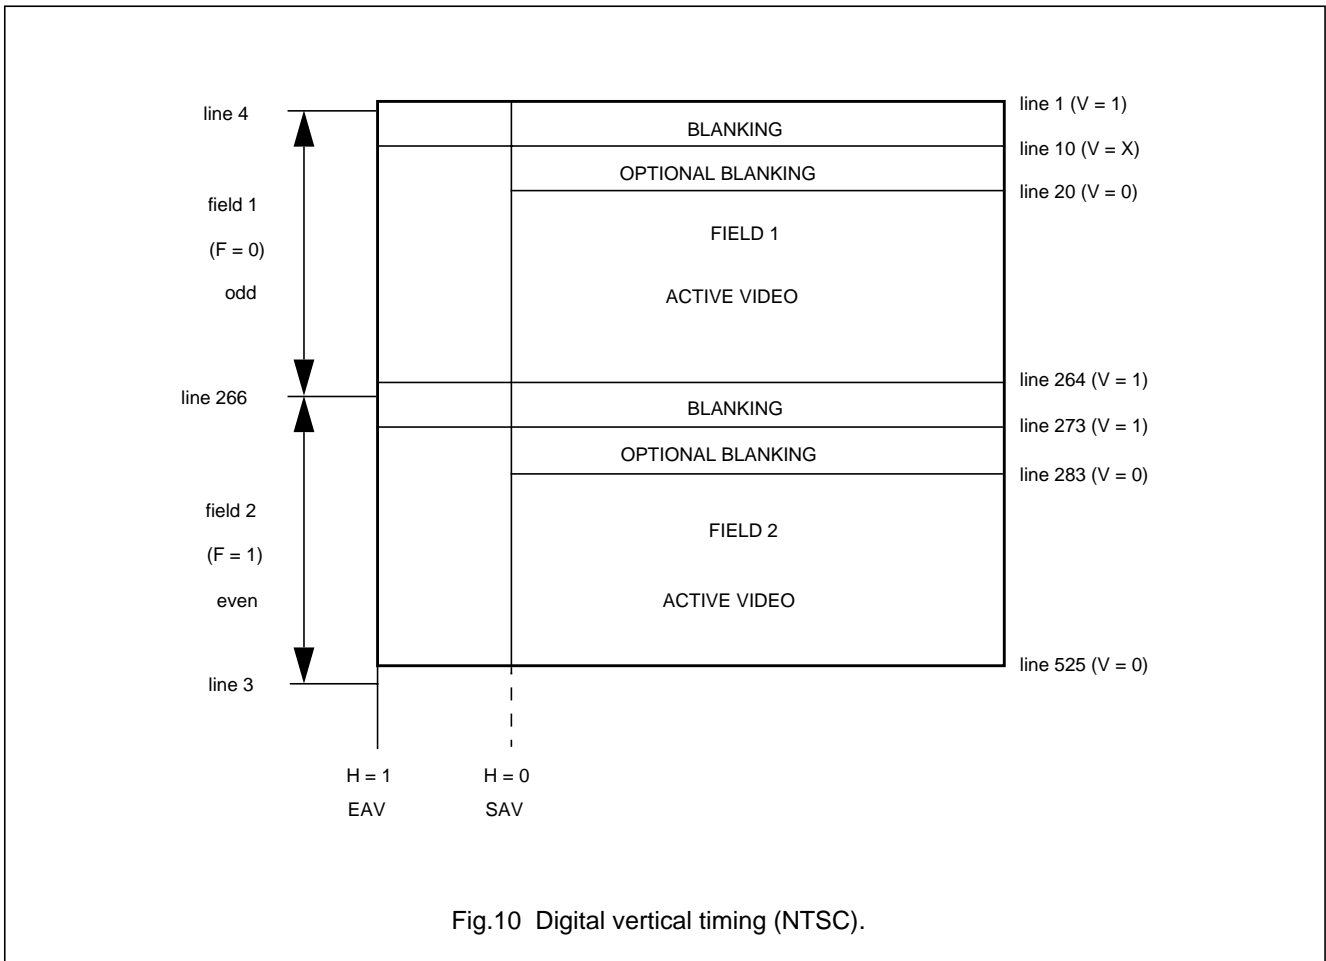 line 4
line 1 (V = 1)
BLANKING
line 10 (V = X)
OPTIONAL BLANKING
line 20 (V = 0)
field 1
(F = 0)
odd
FIELD 1
ACTIVE VIDEO
line 264 (V = 1)
line 266
BLANKING
line 273 (V = 1)
OPTIONAL BLANKING
line 283 (V = 0)
field 2
(F = 1)
even
FIELD 2
ACTIVE VIDEO
line 525 (V = 0)
line 3
H = 1
EAV
H = 0
SAV
Fig.10 Digital vertical timing (NTSC).